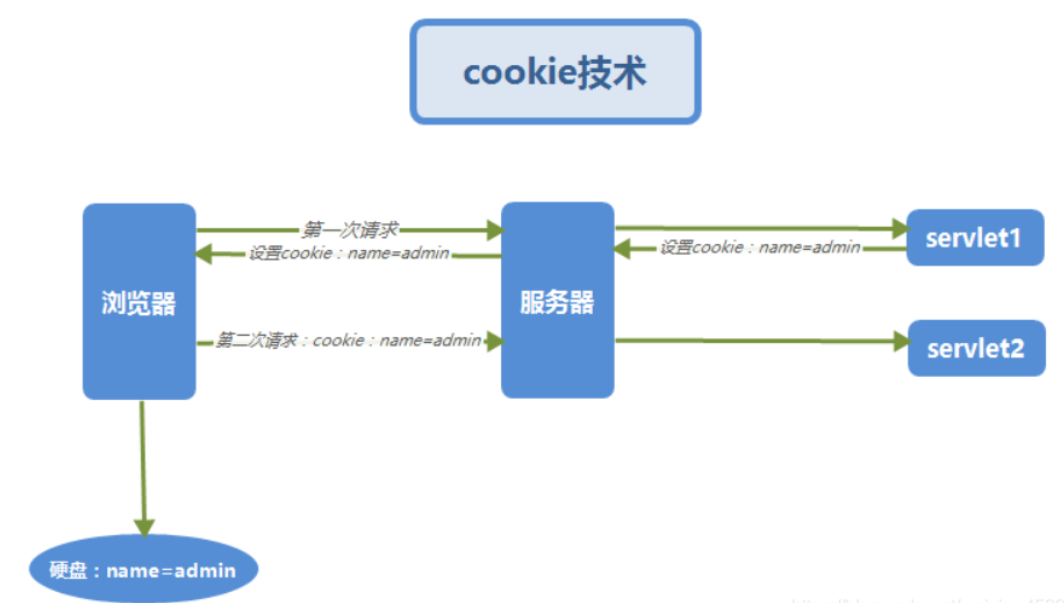 cookie技术
第一次请求
设置cookie：name=admin
设置cookie：name=admin
servlet1
浏览器
服务器
第二次请求：cookie：name=admin
servlet2
硬盘：name=admin